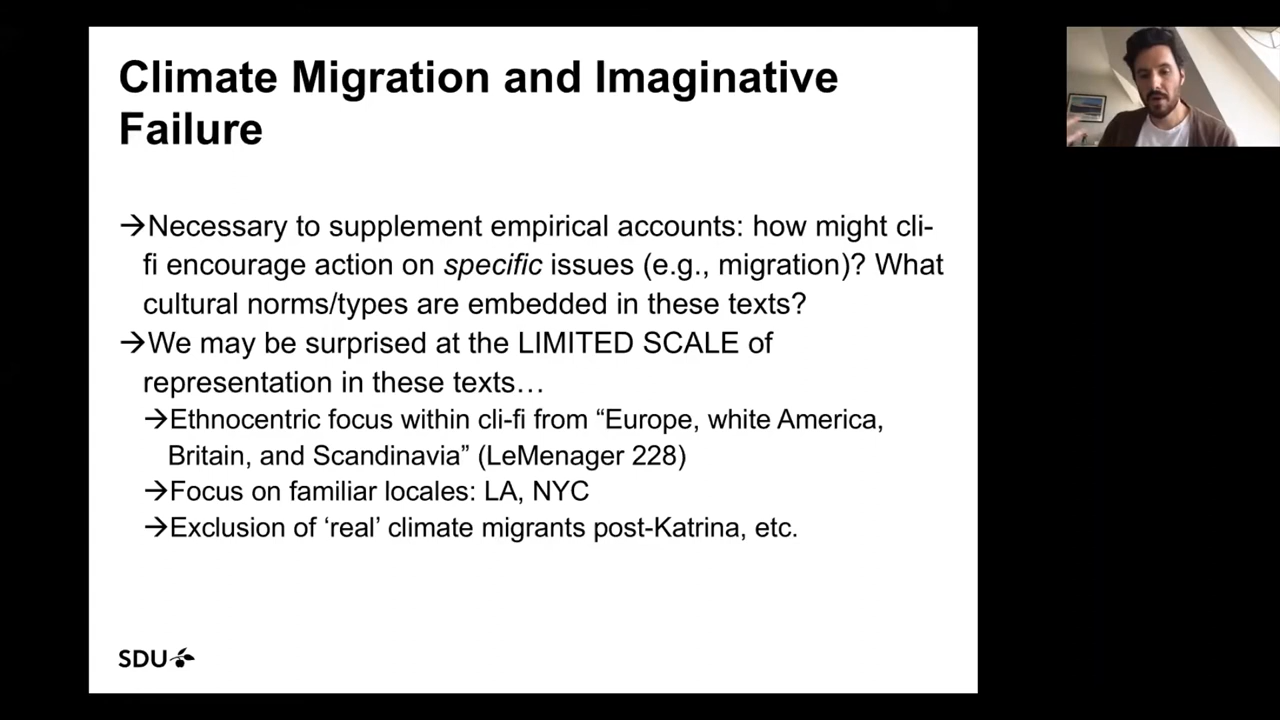 Climate Migration and Imaginative
Failure
→Necessary to supplement empirical accounts: how might cli-
fi encourage action on specific issues (e.g., migration)? What
cultural norms/types are embedded in these texts?
→We may be surprised at the LIMITED SCALE of
representation in these texts…
→Ethnocentric focus within cli-fi from “Europe, white America,
Britain, and Scandinavia” (LeMenager 228)
→Focus on familiar locales: LA, NYC
→Exclusion of ‘real’ climate migrants post-Katrina, etc.
SDU